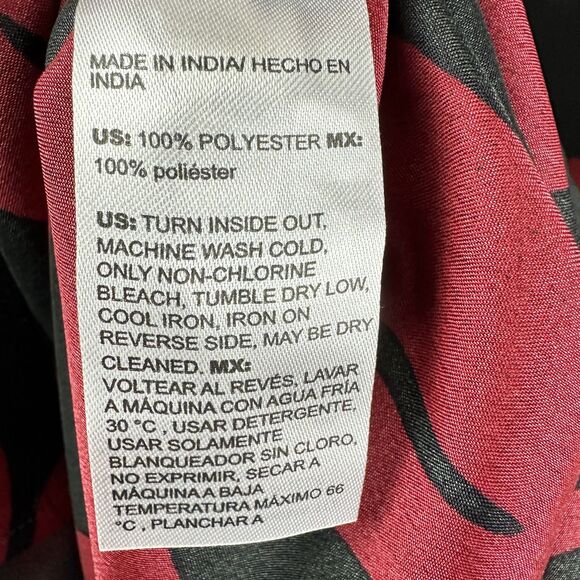 MADE IN INDIA/ HECHO EN
INDIA
US: 100% POLYESTER MX:
100% poliéster
US: TURN INSIDE OUT,
MACHINE WASH COLD,
ONLY NON-CHLORINE
BLEACH, TUMBLE DRY LOW,
COOL IRON, IRON ON
REVERSE SIDE, MAY BE DRY
CLEANED. MX:
VOLTEAR AL REVÉS, LAVAR
A MÁQUINA CON AGUA FRÍA
30 °C , USAR DETERGENTE,
USAR SOLAMENTE
BLANQUEADOR SIN CLORO,
NO EXPRIMIR, SECAR A
MÁQUINA A BAJA
TEMPERATURA MÁXIMO 66
°C , PLANCHAR A